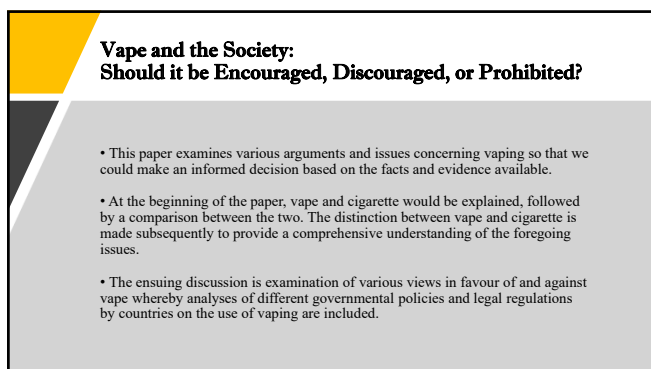 Vape and the Society:
Should it be Encouraged, Discouraged, or Prohibited?
• This paper examines various arguments and issues concerning vaping so that we
could make an informed decision based on the facts and evidence available.
• At the beginning of the paper, vape and cigarette would be explained, followed
by a comparison between the two. The distinction between vape and cigarette is
made subsequently to provide a comprehensive understanding of the foregoing
issues.
• The ensuing discussion is examination of various views in favour of and against
vape whereby analyses of different governmental policies and legal regulations
by countries on the use of vaping are included.